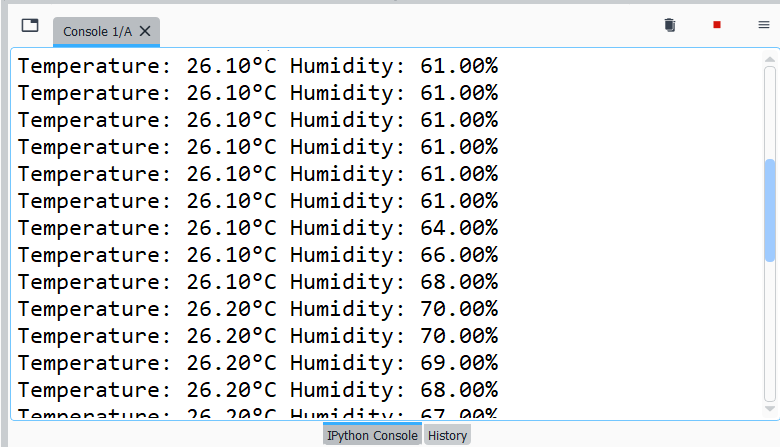 Console 1/A
Temperature: 26.10°C Humidity: 61.00%
Temperature: 26.10°C Humidity: 61.00%
Temperature: 26.10°C Humidity: 61.00%
Temperature: 26.10°C Humidity: 61.00%
Temperature: 26.10°C Humidity: 61.00%
Temperature: 26.10°C Humidity: 61.00%
Temperature: 26.10°C Humidity: 64.00%
Temperature: 26.10°C Humidity: 66.00%
Temperature: 26.10°C Humidity: 68.00%
Temperature: 26.20°C Humidity: 70.00%
Temperature: 26.20°C Humidity: 70.00%
Temperature: 26.20°C Humidity: 69.00%
Temperature: 26.20°C Humidity: 68.00%
Temperature: 26.20°C Humidity: 67.00%
IPython Console History